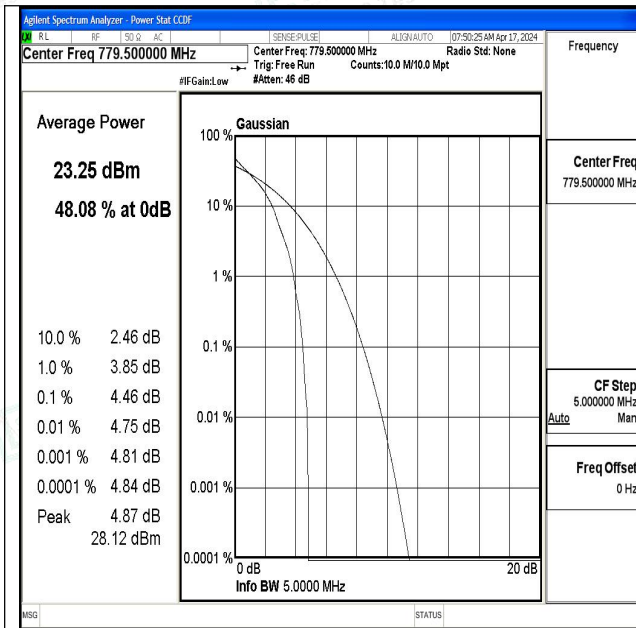 Agilent Spectrum Analyzer - Power Stat CCDF
LXI RL RF 50 Ω AC SENSE:PULSE ALIGN AUTO 07:50:25 AM Apr 17, 2024
Center Freq 779.500000 MHz
Center Freq: 779.500000 MHz Radio Std: None
Trig: Free Run Counts:10.0 M/10.0 Mpt
#IFGain:Low #Atten: 46 dB
Frequency
Average Power
23.25 dBm
48.08 % at 0dB
10.0 % 2.46 dB
1.0 % 3.85 dB
0.1 % 4.46 dB
0.01 % 4.75 dB
0.001 % 4.81 dB
0.0001 % 4.84 dB
Peak 4.87 dB
28.12 dBm
Gaussian
100 %
10 %
1 %
0.1 %
0.01 %
0.001 %
0.0001 %
0 dB 20 dB
Info BW 5.0000 MHz
Center Freq
779.500000 MHz
CF Step
5.000000 MHz
Auto Man
Freq Offset
0 Hz
MSG STATUS